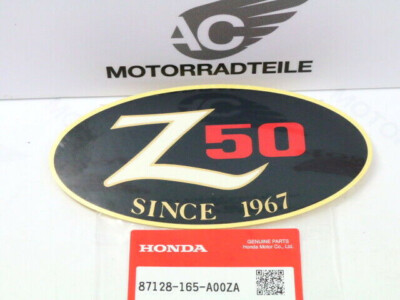 AC
MOTORRADTEILE
Z50
SINCE 1967
HONDA
GENUINE PARTS
Honda Motor Co., Ltd.
87128-165-A00ZA